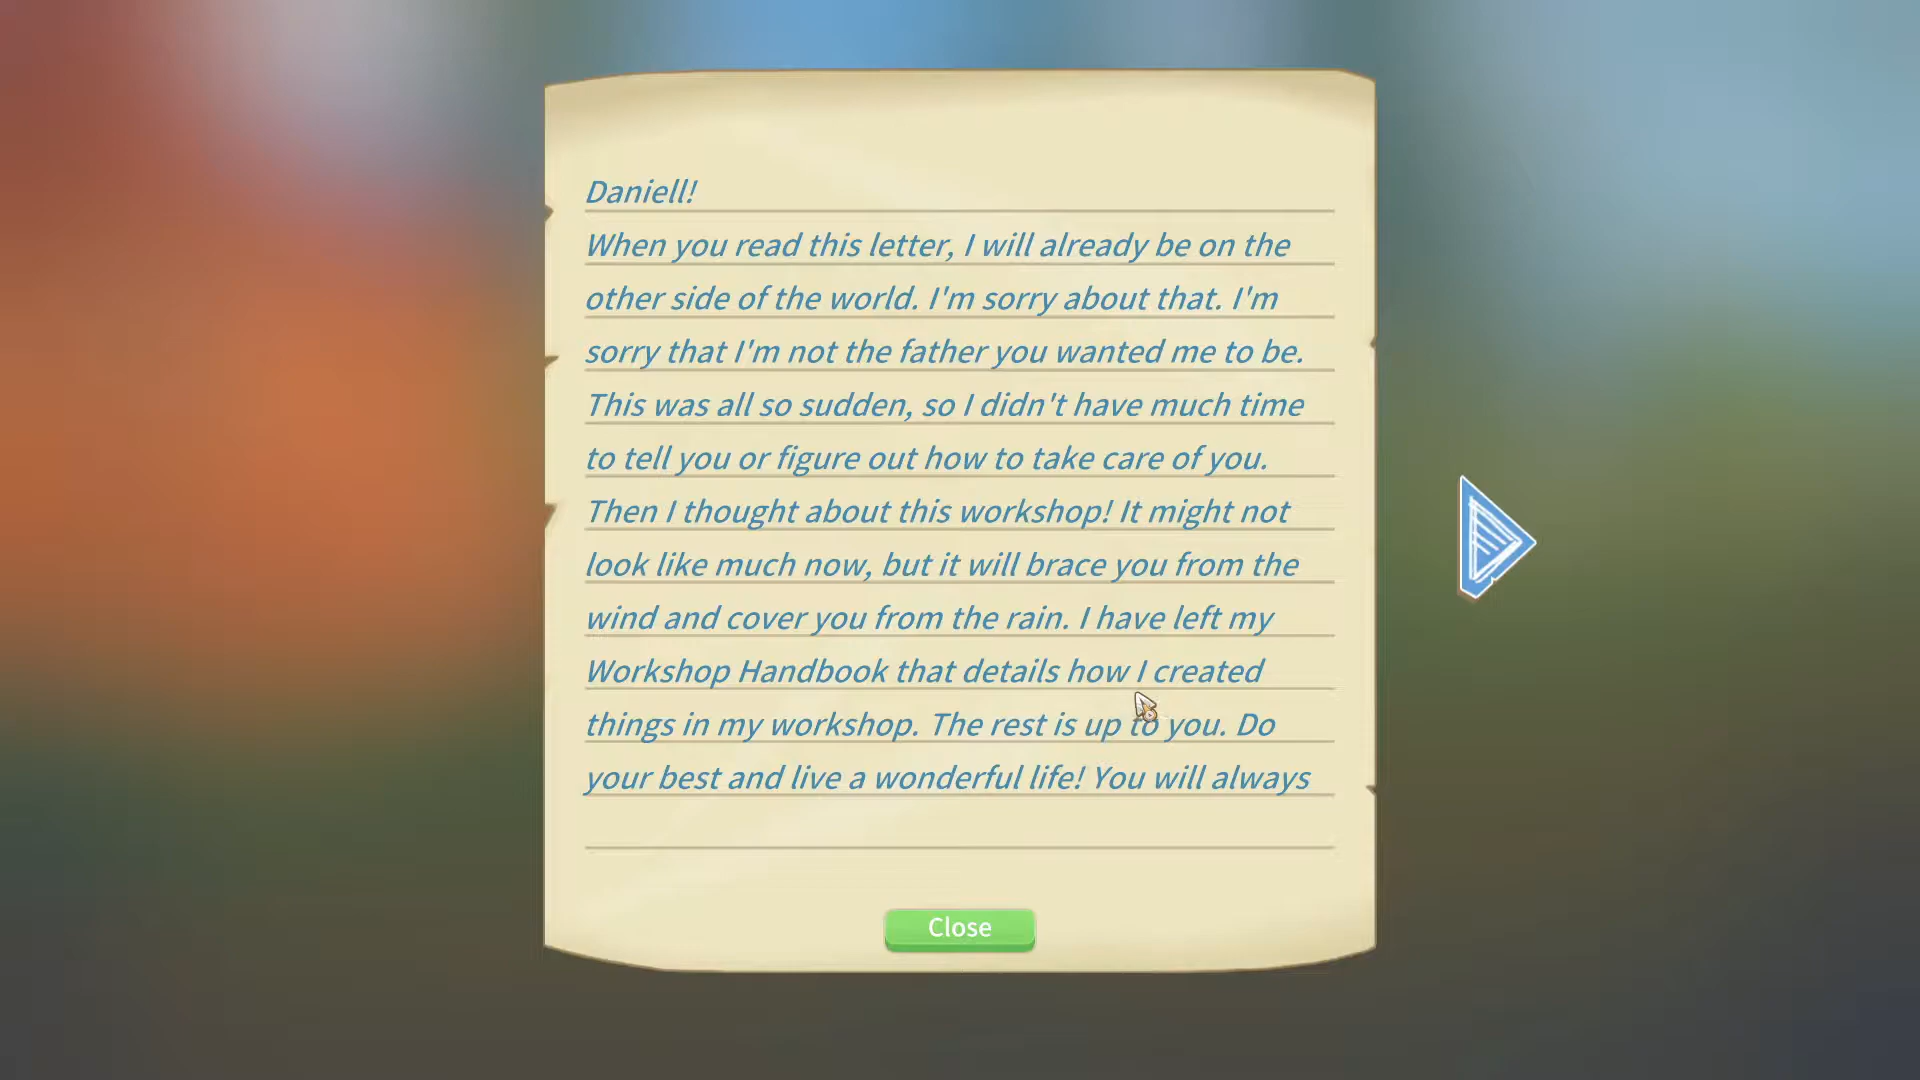 Daniell!
When you read this letter, I will already be on the
other side of the world. I'm sorry about that. I'm
sorry that I'm not the father you wanted me to be.
This was all so sudden, so I didn't have much time
to tell you or figure out how to take care of you.
Then I thought about this workshop! It might not
look like much now, but it will brace you from the
wind and cover you from the rain. I have left my
Workshop Handbook that details how I created
things in my workshop. The rest is up to you. Do
your best and live a wonderful life! You will always
Close